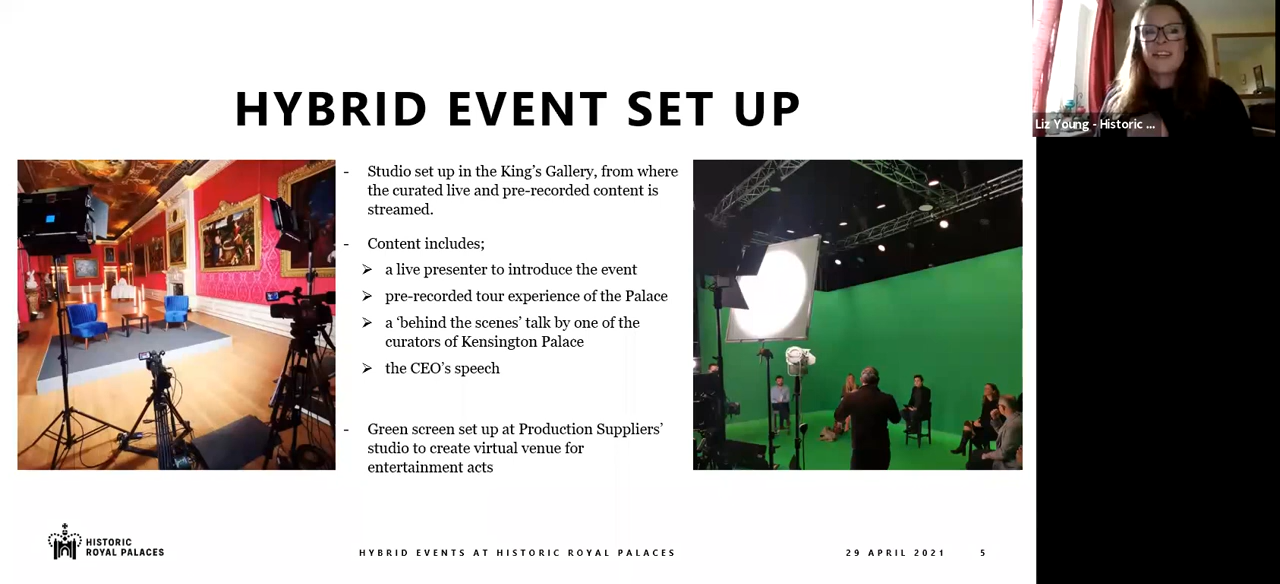 HYBRID EVENT SET UP
- Studio set up in the King’s Gallery, from where
the curated live and pre-recorded content is
streamed.
- Content includes;
➢ a live presenter to introduce the event
➢ pre-recorded tour experience of the Palace
➢ a ‘behind the scenes’ talk by one of the
curators of Kensington Palace
➢ the CEO’s speech
- Green screen set up at Production Suppliers’
studio to create virtual venue for
entertainment acts
HISTORIC
ROYAL PALACES
HYBRID EVENTS AT HISTORIC ROYAL PALACES
29 APRIL 2021
5
Liz Young - Historic ...